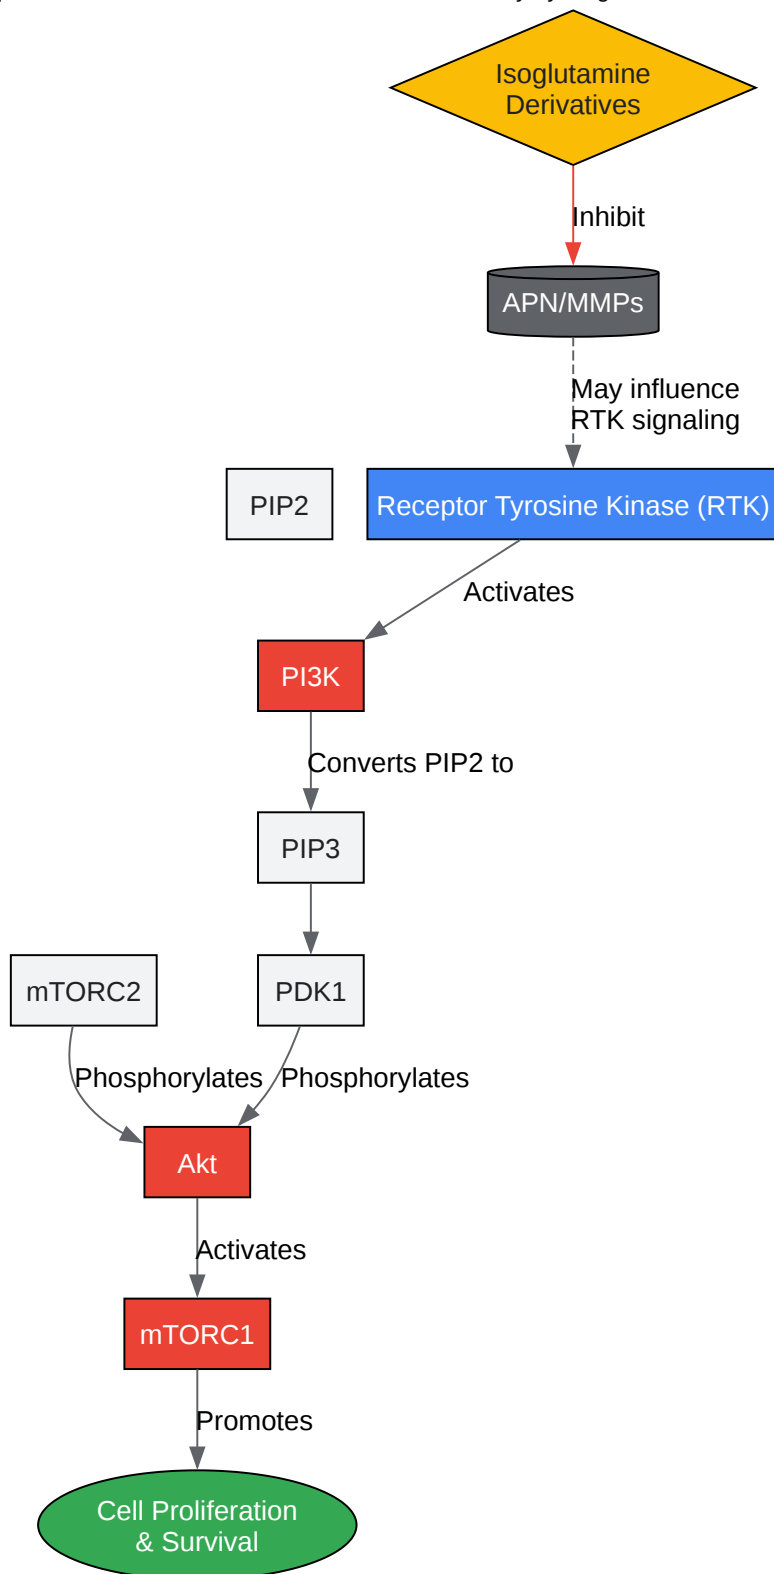 Isoglutamine
Derivatives
Inhibit
APN/MMPs
May influence
RTK signaling
PIP2
Receptor Tyrosine Kinase (RTK)
Activates
PI3K
Converts PIP2 to
PIP3
mTORC2
PDK1
Phosphorylates
Phosphorylates
Akt
Activates
mTORC1
Promotes
Cell Proliferation
& Survival